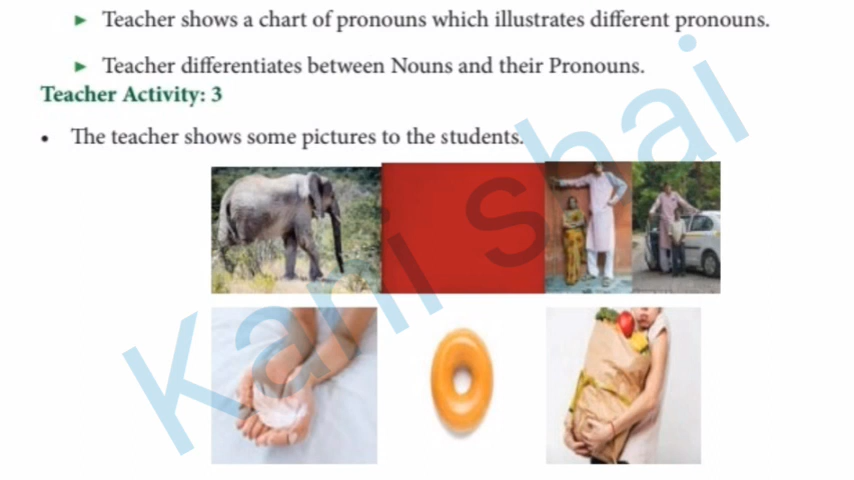 ► Teacher shows a chart of pronouns which illustrates different pronouns.
► Teacher differentiates between Nouns and their Pronouns.
Teacher Activity: 3
• The teacher shows some pictures to the students.
Kani shai